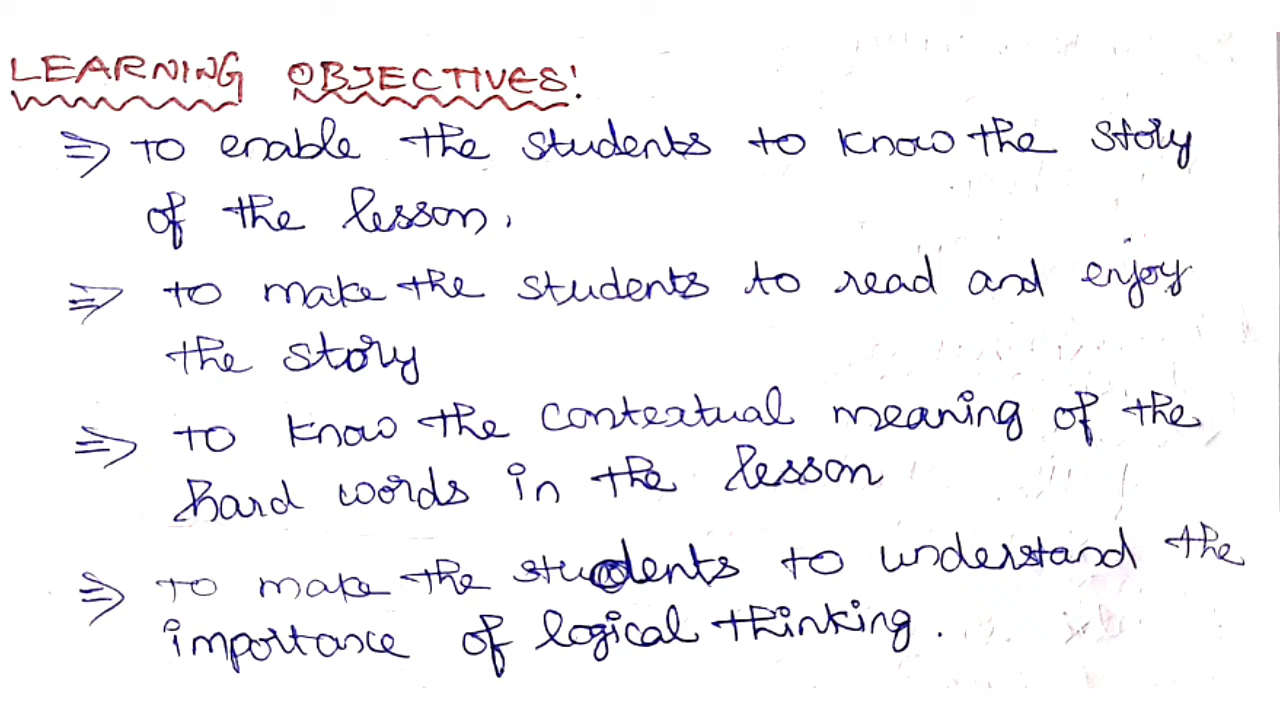 LEARNING OBJECTIVES!
⇒ TO enable the students to know the story
of the lesson.
⇒ TO make the students to read and enjoy
the story
⇒ TO know the contextual meaning of the
hard words in the lesson
⇒ TO make the students to understand the
importance of logical thinking.